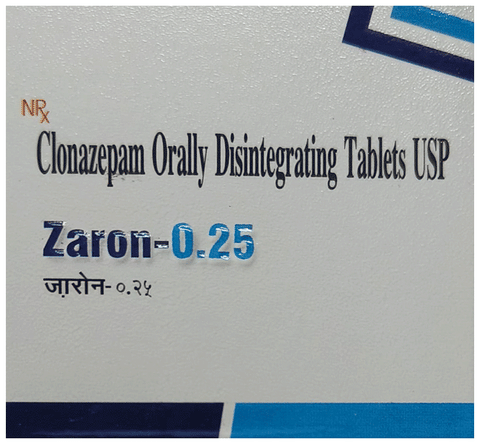 NRx
Clonazepam Orally Disintegrating Tablets USP
Zaron-0.25
ज़ारोन-०.२५